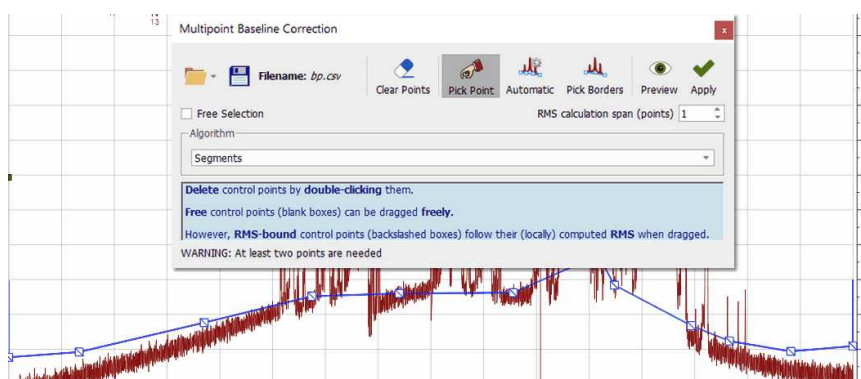 13
Multipoint Baseline Correction
x
Filename: bp.csv
Clear Points Pick Point Automatic Pick Borders Preview Apply
Free Selection
RMS calculation span (points) 1
Algorithm
Segments
Delete control points by double-clicking them.
Free control points (blank boxes) can be dragged freely.
However, RMS-bound control points (backslashed boxes) follow their (locally) computed RMS when dragged.
WARNING: At least two points are needed